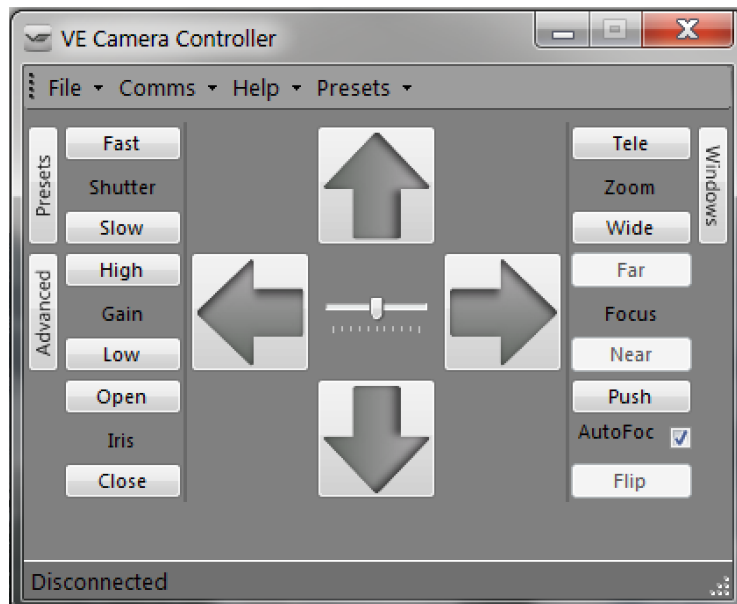 VE Camera Controller
File Comms Help Presets
Presets
Advanced
Fast
Shutter
Slow
High
Gain
Low
Open
Iris
Close
Tele
Zoom
Wide
Far
Focus
Near
Push
AutoFoc
Flip
Windows
Disconnected